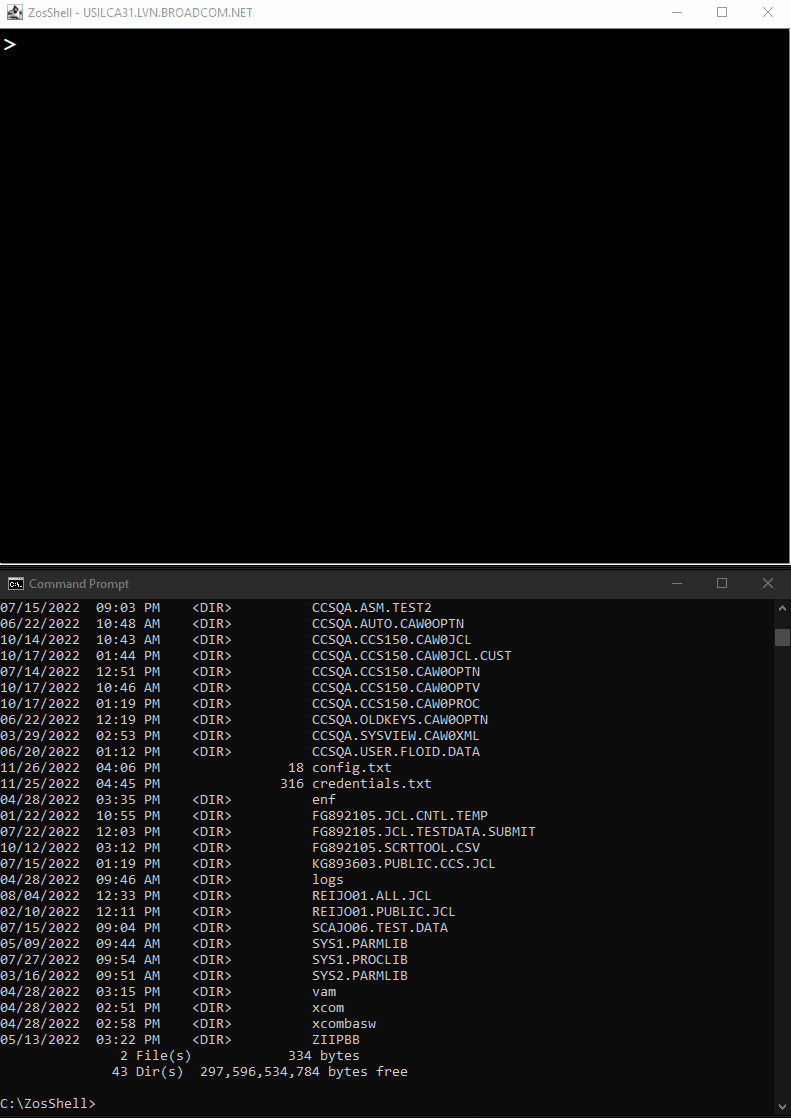 ZosShell - USILCA31.LVN.BROADCOM.NET
>
Command Prompt
07/15/2022  09:03 PM    <DIR>          CCSQA.ASM.TEST2
06/22/2022  10:48 AM    <DIR>          CCSQA.AUTO.CAW0OPTN
10/14/2022  10:43 AM    <DIR>          CCSQA.CCS150.CAW0JCL
10/17/2022  01:44 PM    <DIR>          CCSQA.CCS150.CAW0JCL.CUST
07/14/2022  12:51 PM    <DIR>          CCSQA.CCS150.CAW0OPTN
10/17/2022  10:46 AM    <DIR>          CCSQA.CCS150.CAW0OPTV
10/17/2022  01:19 PM    <DIR>          CCSQA.CCS150.CAW0PROC
06/22/2022  12:19 PM    <DIR>          CCSQA.OLDKEYS.CAW0OPTN
03/29/2022  02:53 PM    <DIR>          CCSQA.SYSVIEW.CAW0XML
06/20/2022  01:12 PM    <DIR>          CCSQA.USER.FLOID.DATA
11/26/2022  04:06 PM                18 config.txt
11/25/2022  04:45 PM               316 credentials.txt
04/28/2022  03:35 PM    <DIR>          enf
01/22/2022  10:55 PM    <DIR>          FG892105.JCL.CNTL.TEMP
07/22/2022  12:03 PM    <DIR>          FG892105.JCL.TESTDATA.SUBMIT
10/12/2022  03:12 PM    <DIR>          FG892105.SCRTTOOL.CSV
07/15/2022  01:19 PM    <DIR>          KG893603.PUBLIC.CCS.JCL
04/28/2022  09:46 AM    <DIR>          logs
08/04/2022  12:33 PM    <DIR>          REIJO01.ALL.JCL
02/10/2022  12:11 PM    <DIR>          REIJO01.PUBLIC.JCL
07/15/2022  09:04 PM    <DIR>          SCAJO06.TEST.DATA
05/09/2022  09:44 AM    <DIR>          SYS1.PARMLIB
07/27/2022  09:54 AM    <DIR>          SYS1.PROCLIB
03/16/2022  09:51 AM    <DIR>          SYS2.PARMLIB
04/28/2022  03:15 PM    <DIR>          vam
04/28/2022  02:51 PM    <DIR>          xcom
04/28/2022  02:58 PM    <DIR>          xcombasw
05/13/2022  03:22 PM    <DIR>          ZIIPBB
2 File(s)            334 bytes
43 Dir(s)  297,596,534,784 bytes free
C:\ZosShell>